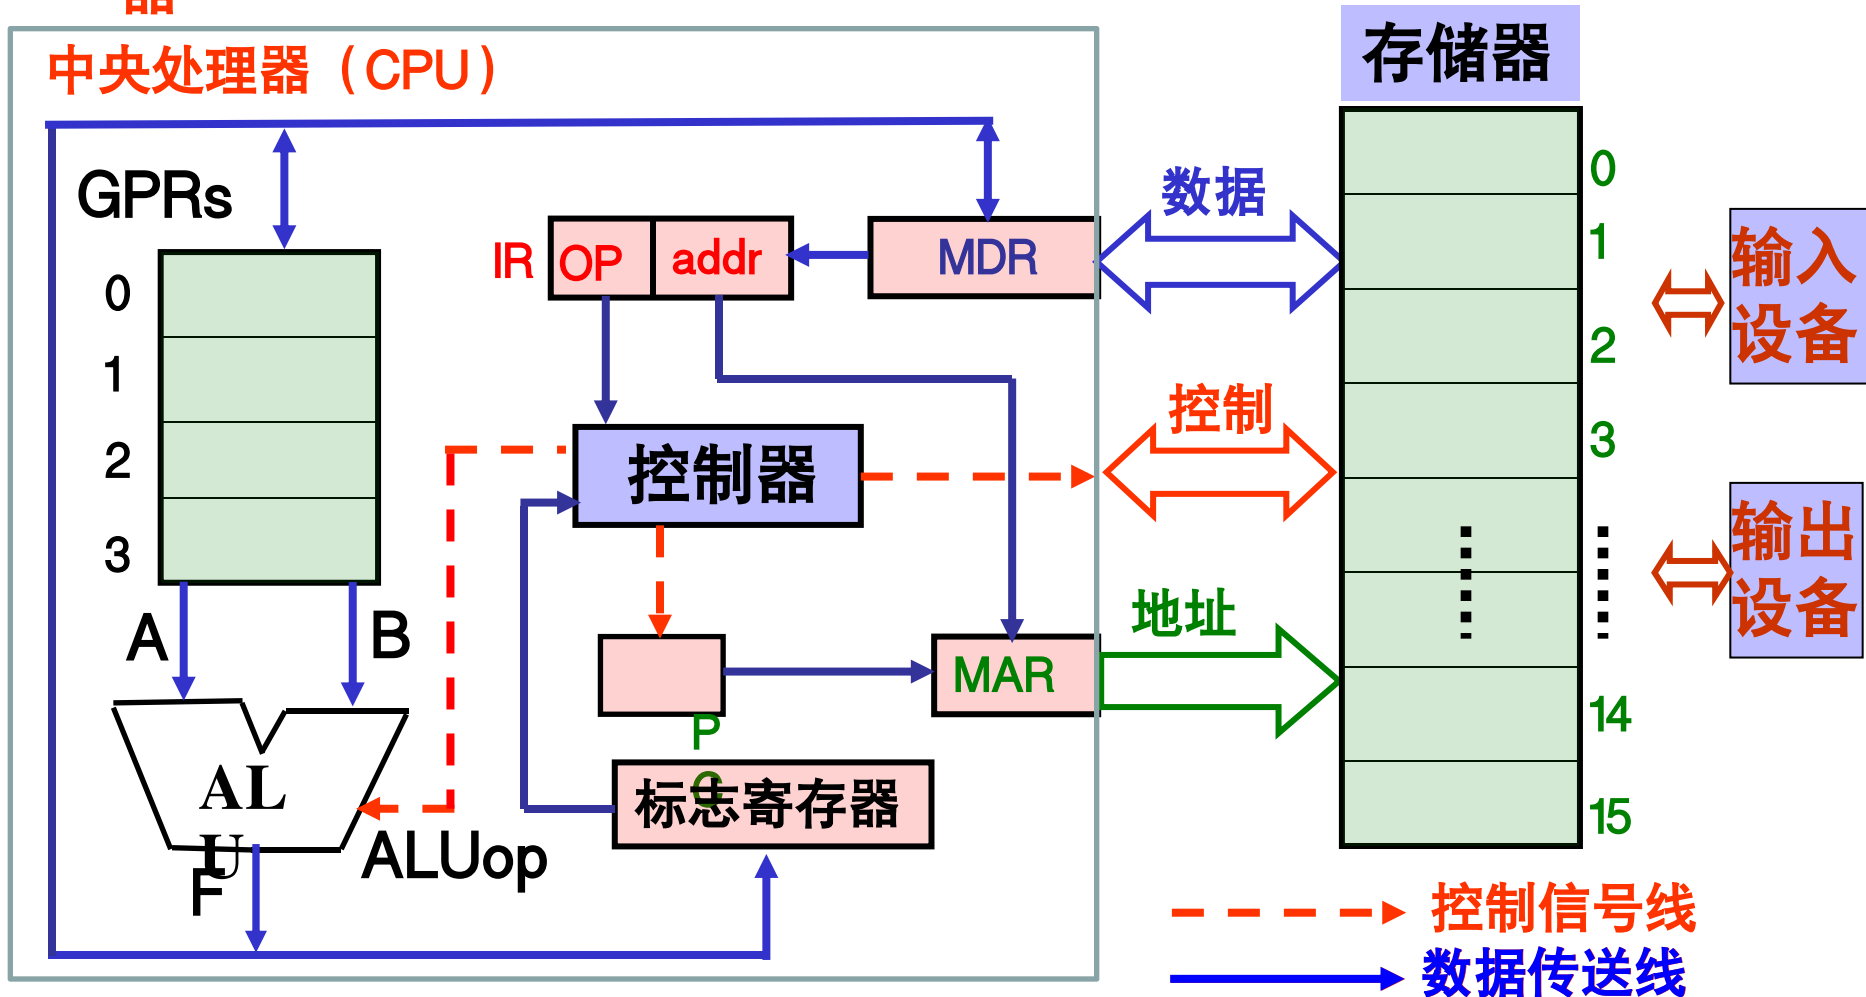 器
中央处理器（CPU）
存储器
GPRs
0
1
2
3
A
B
ALU
F
ALUop
IR
OP
addr
MDR
控制器
PC
MAR
标志寄存器
数据
控制
地址
0
1
2
3
14
15
输入
设备
输出
设备
控制信号线
数据传送线